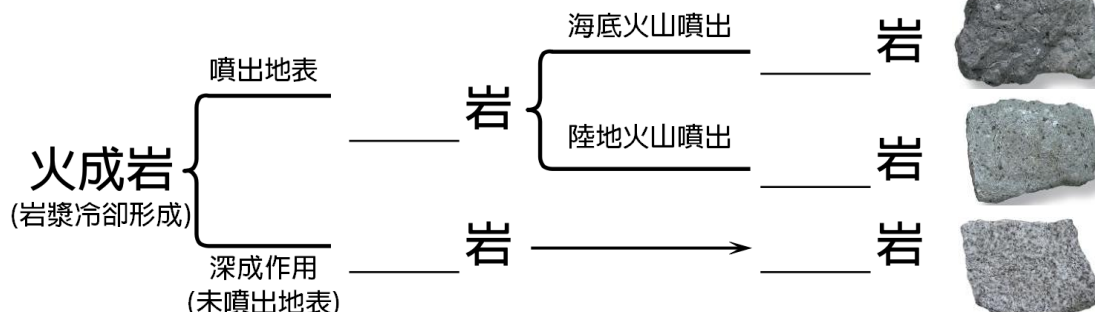 海底火山噴出
岩
噴出地表
岩
陸地火山噴出
岩
火成岩
(岩漿冷卻形成)
岩
岩
深成作用
(未噴出地表)